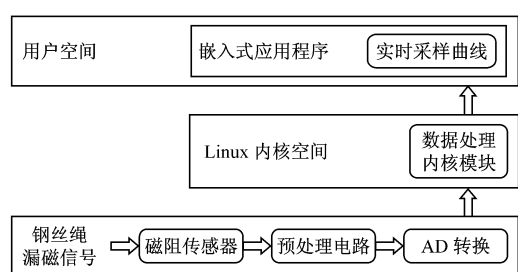 用户空间
嵌入式应用程序
实时采样曲线
Linux 内核空间
数据处理
内核模块
钢丝绳
漏磁信号
磁阻传感器
预处理电路
AD 转换